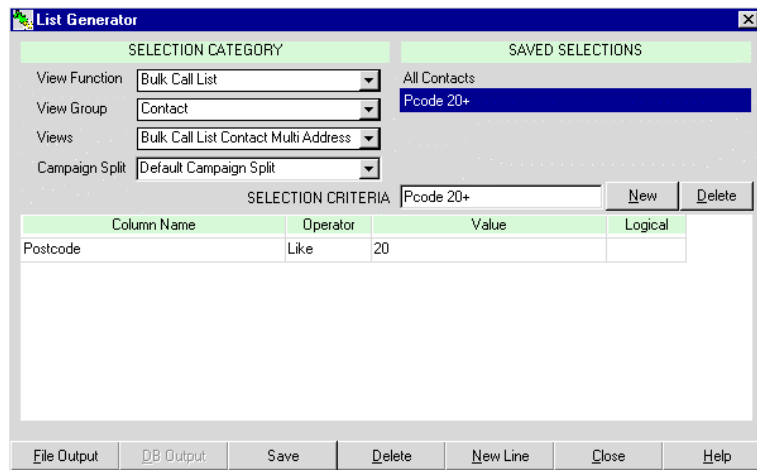 List Generator
SELECTION CATEGORY
SAVED SELECTIONS
View Function Bulk Call List
All Contacts
View Group Contact
Pcode 20+
Views Bulk Call List Contact Multi Address
Campaign Split Default Campaign Split
SELECTION CRITERIA Pcode 20+ New Delete
Column Name Operator Value Logical
Postcode Like 20
File Output DB Output Save Delete New Line Close Help